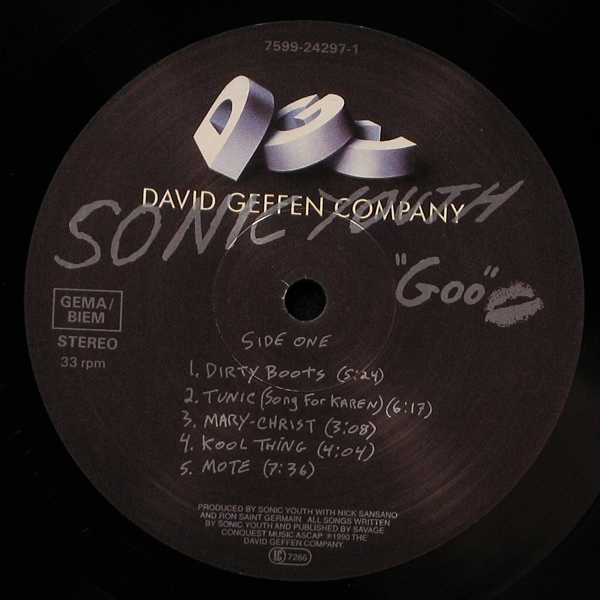 7599-24297-1
DGC
DAVID GEFFEN COMPANY
SONIC YOUTH
"GOO"
GEMA/
BIEM
STEREO
33 rpm
SIDE ONE
1. DIRTY BOOTS (5:24)
2. TUNIC (Song FOR KAREN) (6:17)
3. MARY-CHRIST (3:08)
4. KOOL THING (4:04)
5. MOTE (7:36)
PRODUCED BY SONIC YOUTH WITH NICK SANSANO
AND RON SAINT GERMAIN. ALL SONGS WRITTEN
BY SONIC YOUTH AND PUBLISHED BY SAVAGE
CONQUEST MUSIC ASCAP. ℗1990 THE
DAVID GEFFEN COMPANY.
LC 7266